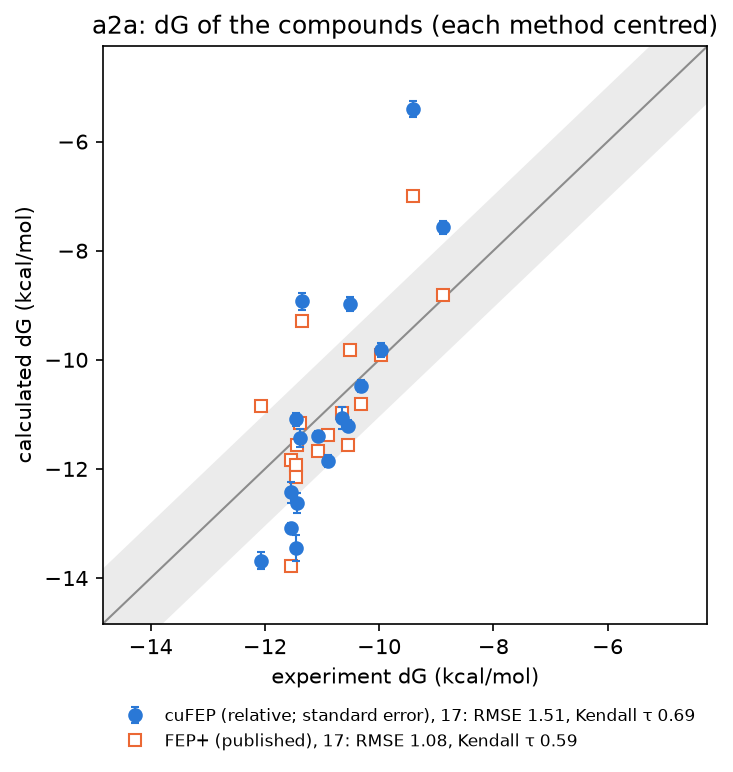 a2a: dG of the compounds (each method centred)
calculated dG (kcal/mol)
−6
−8
−10
−12
−14
−14
−12
−10
−8
−6
experiment dG (kcal/mol)
cuFEP (relative; standard error), 17: RMSE 1.51, Kendall τ 0.69
FEP+ (published), 17: RMSE 1.08, Kendall τ 0.59